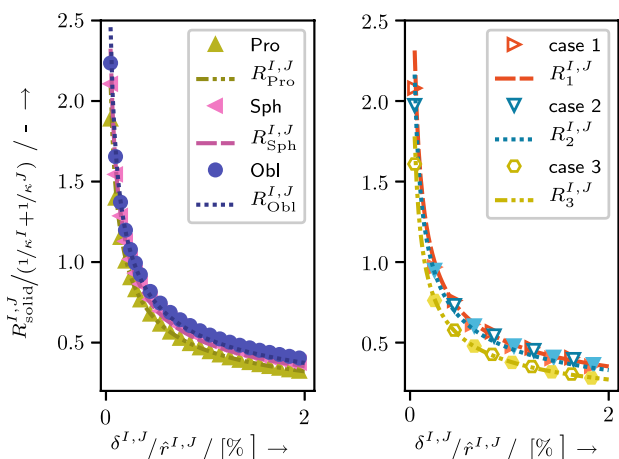 R^{I,J}_{solid}/(1/κ^I+1/κ^J) / - →
2.5
2.0
1.5
1.0
0.5
0
2
δ^{I,J}/r̂^{I,J} / ⌈%⌉ →
Pro
R^{I,J}_{Pro}
Sph
R^{I,J}_{Sph}
Obl
R^{I,J}_{Obl}
2.5
2.0
1.5
1.0
0.5
0
2
δ^{I,J}/r̂^{I,J} / ⌈%⌉ →
case 1
R^{I,J}_1
case 2
R^{I,J}_2
case 3
R^{I,J}_3